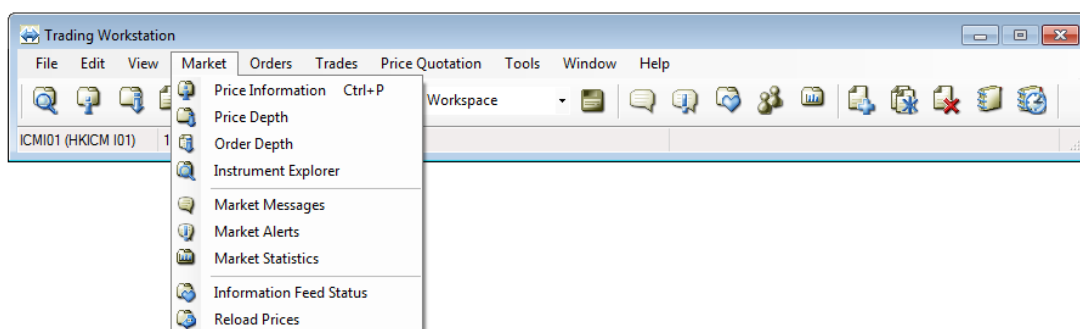 Trading Workstation
File Edit View Market Orders Trades Price Quotation Tools Window Help
Workspace
ICMI01 (HKICM I01) 1
Price Information Ctrl+P
Price Depth
Order Depth
Instrument Explorer
Market Messages
Market Alerts
Market Statistics
Information Feed Status
Reload Prices